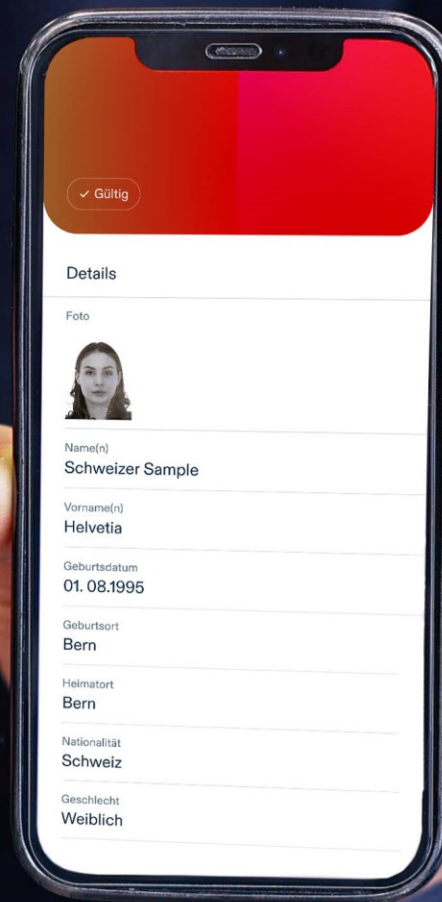 ✓ Gültig
Details
Foto
Name(n)
Schweizer Sample
Vorname(n)
Helvetia
Geburtsdatum
01. 08.1995
Geburtsort
Bern
Heimatort
Bern
Nationalität
Schweiz
Geschlecht
Weiblich